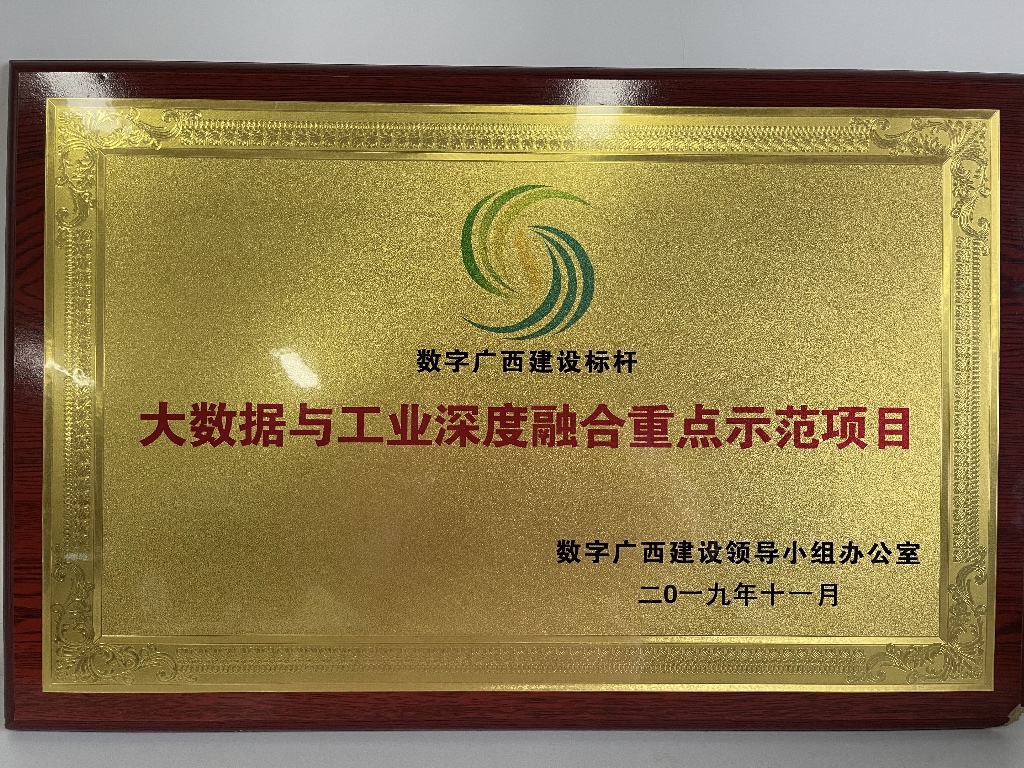 数字广西建设标杆
大数据与工业深度融合重点示范项目
数字广西建设领导小组办公室
二0一九年十一月